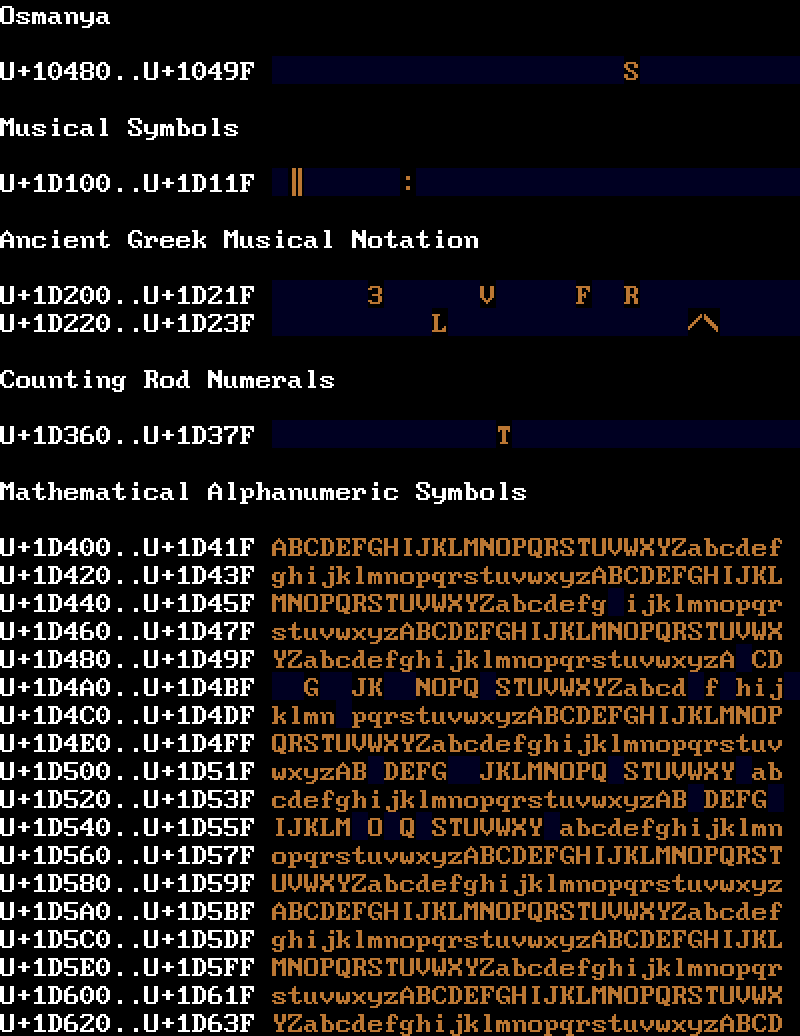 Osmanya
U+10480..U+1049F S
Musical Symbols
U+1D100..U+1D11F ‖ :
Ancient Greek Musical Notation
U+1D200..U+1D21F 3 V F R
U+1D220..U+1D23F L /\
Counting Rod Numerals
U+1D360..U+1D37F T
Mathematical Alphanumeric Symbols
U+1D400..U+1D41F ABCDEFGHIJKLMNOPQRSTUVWXYZabcdef
U+1D420..U+1D43F ghijklmnopqrstuvwxyzABCDEFGHIJKL
U+1D440..U+1D45F MNOPQRSTUVWXYZabcdefg ijklmnopqr
U+1D460..U+1D47F stuvwxyzABCDEFGHIJKLMNOPQRSTUVWX
U+1D480..U+1D49F YZabcdefghijklmnopqrstuvwxyzA CD
U+1D4A0..U+1D4BF G JK NOPQ STUVWXYZabcd f hij
U+1D4C0..U+1D4DF klmn pqrstuvwxyzABCDEFGHIJKLMNOP
U+1D4E0..U+1D4FF QRSTUVWXYZabcdefghijklmnopqrstuv
U+1D500..U+1D51F wxyzAB DEFG JKLMNOPQ STUVWXY ab
U+1D520..U+1D53F cdefghijklmnopqrstuvwxyzAB DEFG
U+1D540..U+1D55F IJKLM O Q STUVWXY abcdefghijklmn
U+1D560..U+1D57F opqrstuvwxyzABCDEFGHIJKLMNOPQRST
U+1D580..U+1D59F UVWXYZabcdefghijklmnopqrstuvwxyz
U+1D5A0..U+1D5BF ABCDEFGHIJKLMNOPQRSTUVWXYZabcdef
U+1D5C0..U+1D5DF ghijklmnopqrstuvwxyzABCDEFGHIJKL
U+1D5E0..U+1D5FF MNOPQRSTUVWXYZabcdefghijklmnopqr
U+1D600..U+1D61F stuvwxyzABCDEFGHIJKLMNOPQRSTUVWX
U+1D620..U+1D63F YZabcdefghijklmnopqrstuvwxyzABCD